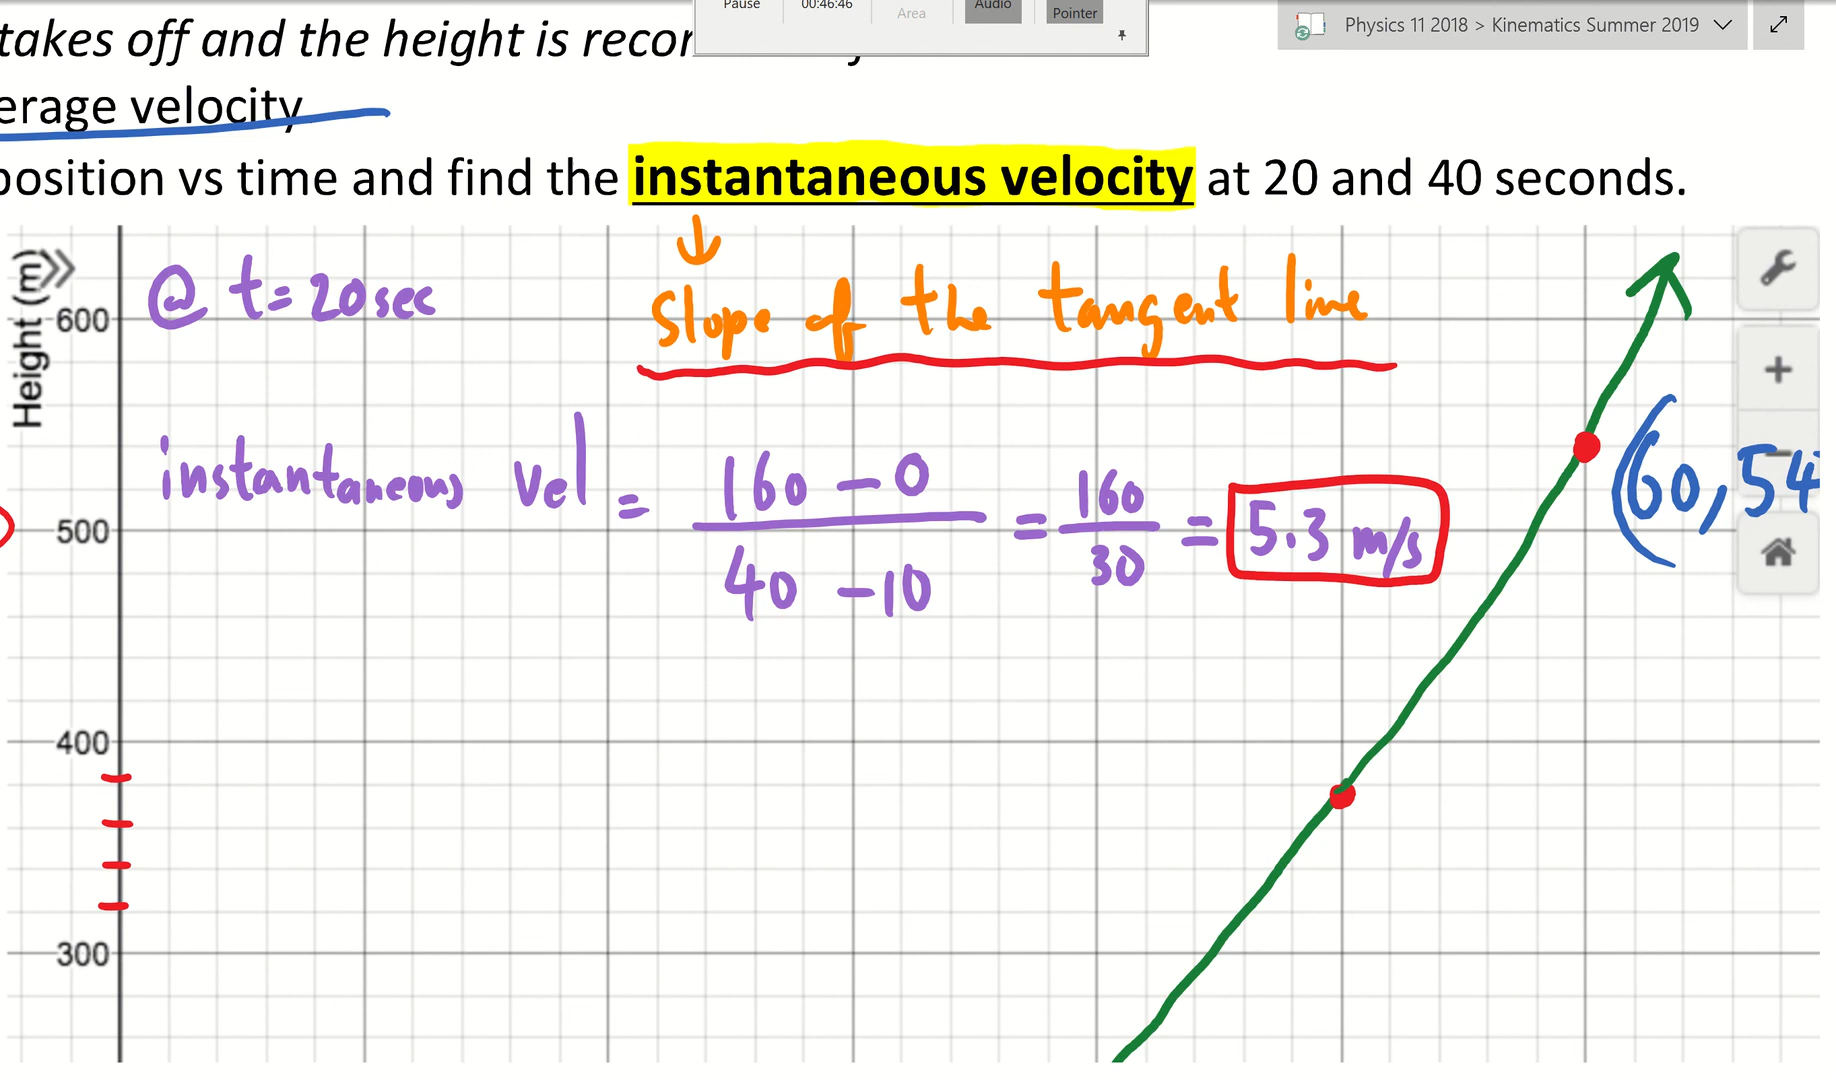 Pause 00:46:46 Area Audio Pointer
Physics 11 2018 > Kinematics Summer 2019
takes off and the height is recor
erage velocity
position vs time and find the instantaneous velocity at 20 and 40 seconds.
Height (m)
@ t = 20 sec
slope of the tangent line
600
instantaneous vel = 160 - 0 / 40 - 10 = 160 / 30 = 5.3 m/s
(60, 54
500
400
300